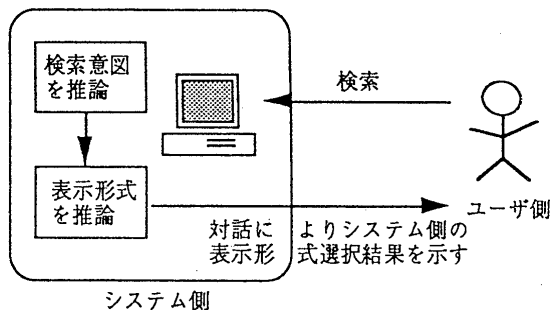 検索意図
を推論
検索
表示形式
を推論
ユーザ側
対話によりシステム側の
表示形式選択結果を示す
システム側